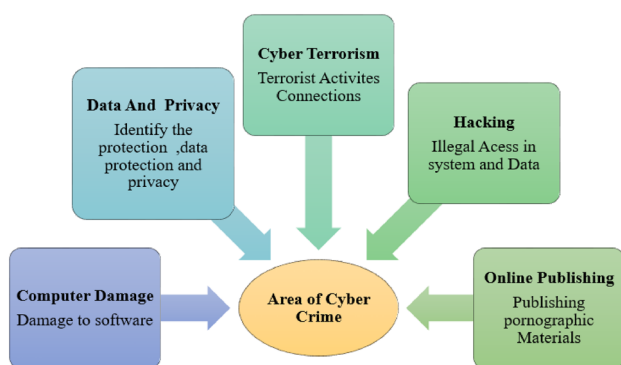 Cyber Terrorism
Terrorist Activites
Connections
Data And Privacy
Identify the
protection ,data
protection and
privacy
Hacking
Illegal Acess in
system and Data
Computer Damage
Damage to software
Area of Cyber
Crime
Online Publishing
Publishing
pornographic
Materials